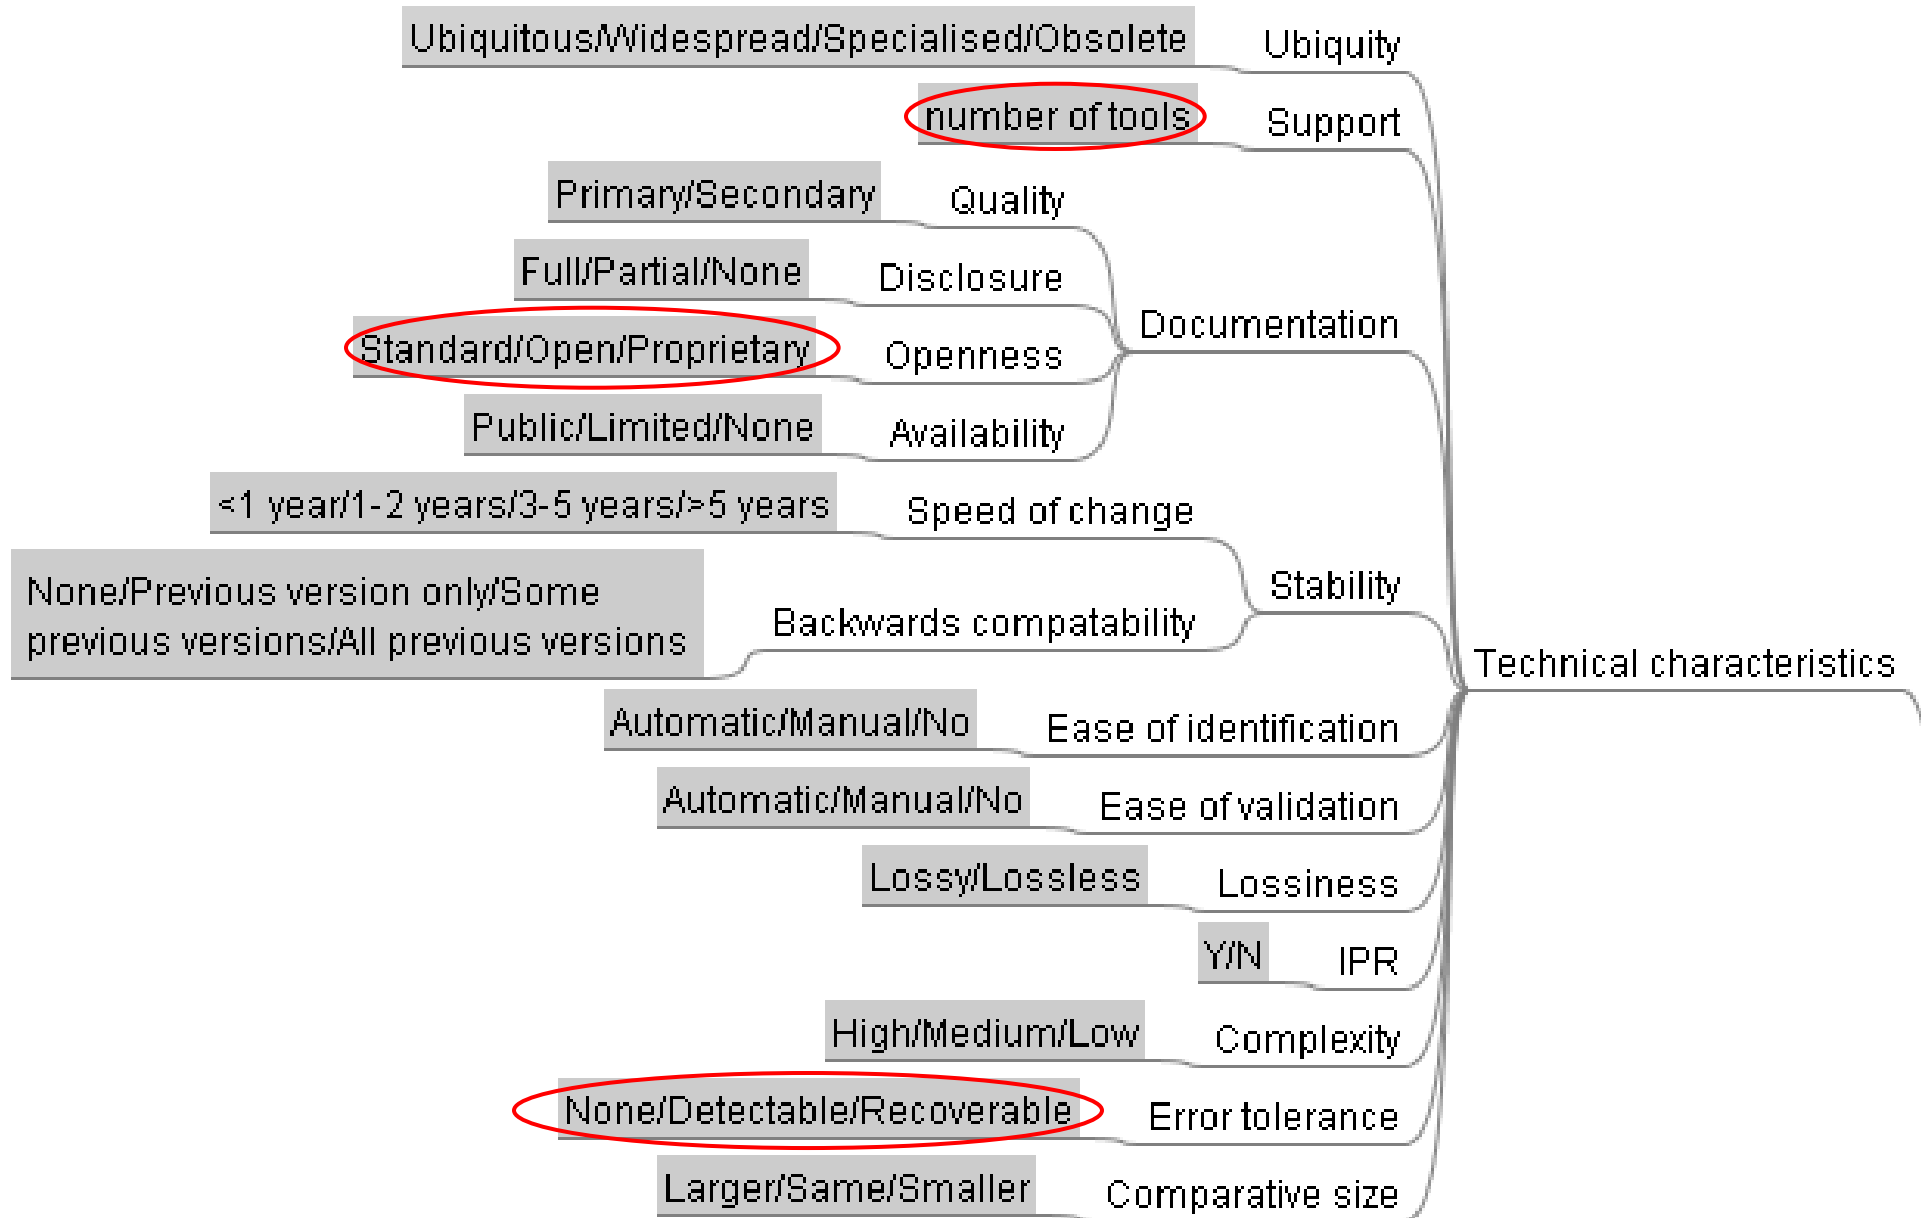 Ubiquitous/Widespread/Specialised/Obsolete Ubiquity
number of tools Support
Primary/Secondary Quality
Full/Partial/None Disclosure
Documentation
Standard/Open/Proprietary Openness
Public/Limited/None Availability
<1 year/1-2 years/3-5 years/>5 years Speed of change
Stability
None/Previous version only/Some
previous versions/All previous versions
Backwards compatability
Technical characteristics
Automatic/Manual/No Ease of identification
Automatic/Manual/No Ease of validation
Lossy/Lossless Lossiness
Y/N IPR
High/Medium/Low Complexity
None/Detectable/Recoverable Error tolerance
Larger/Same/Smaller Comparative size